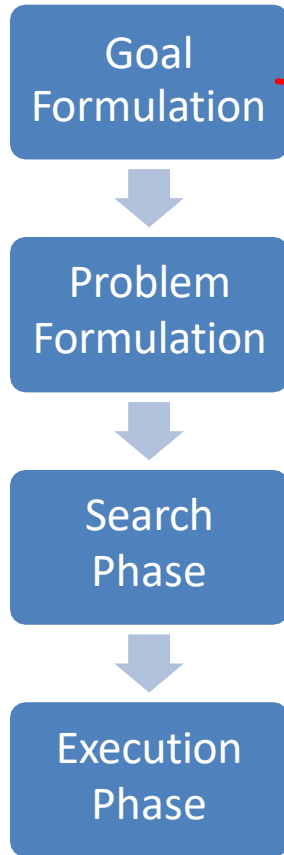 Goal
Formulation
Problem
Formulation
Search
Phase
Execution
Phase